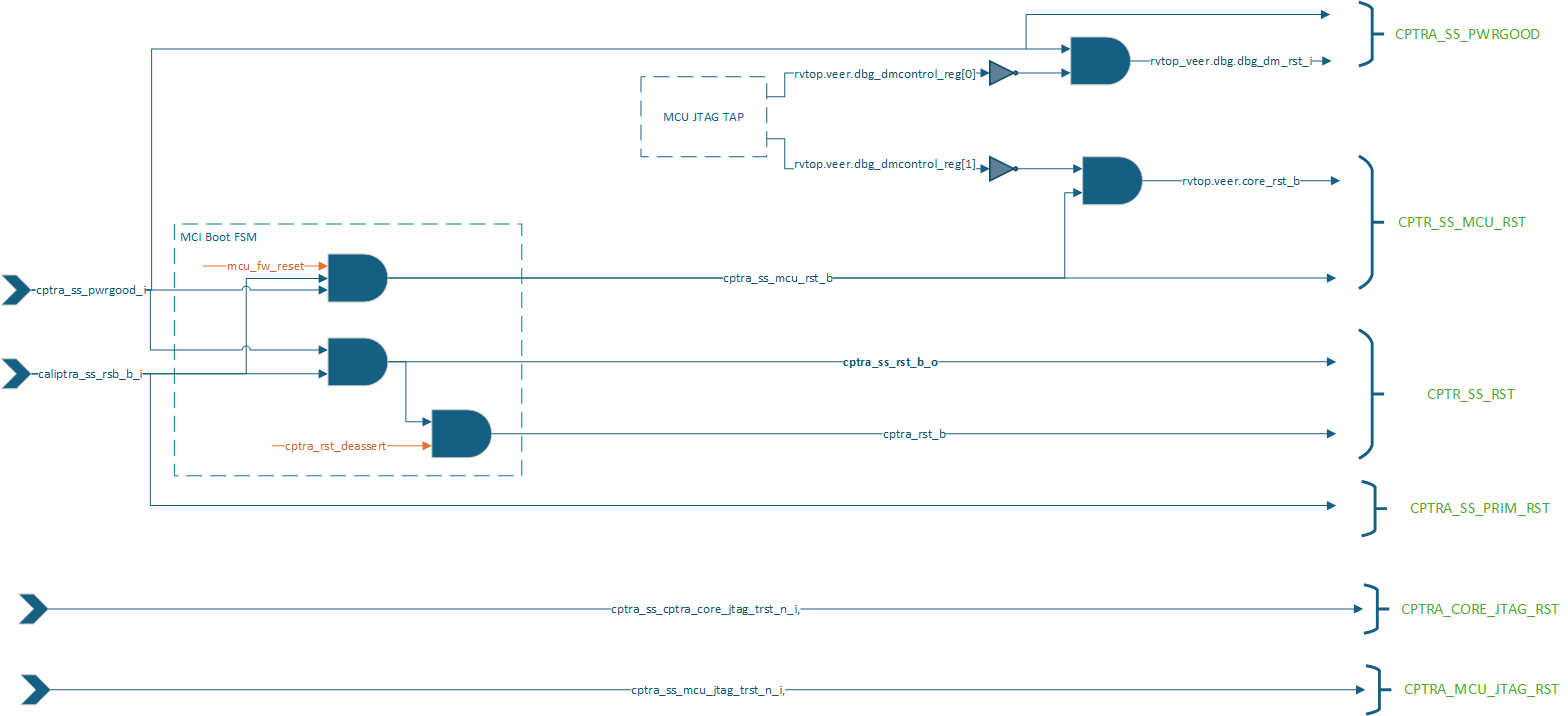 CPTRA_SS_PWRGOOD
rvtop_veer.dbg.dbg_dm_rst_i
rvtop.veer.dbg_dmcontrol_reg[0]
MCU JTAG TAP
rvtop.veer.dbg_dmcontrol_reg[1]
rvtop.veer.core_rst_b
CPTR_SS_MCU_RST
MCI Boot FSM
mcu_fw_reset
cptra_ss_mcu_rst_b
cptra_ss_pwrgood_i
cptra_ss_rst_b_o
caliptra_ss_rsb_b_i
CPTR_SS_RST
cptra_rst_b
cptra_rst_deassert
CPTRA_SS_PRIM_RST
cptra_ss_cptra_core_jtag_trst_n_i,
CPTRA_CORE_JTAG_RST
cptra_ss_mcu_jtag_trst_n_i,
CPTRA_MCU_JTAG_RST